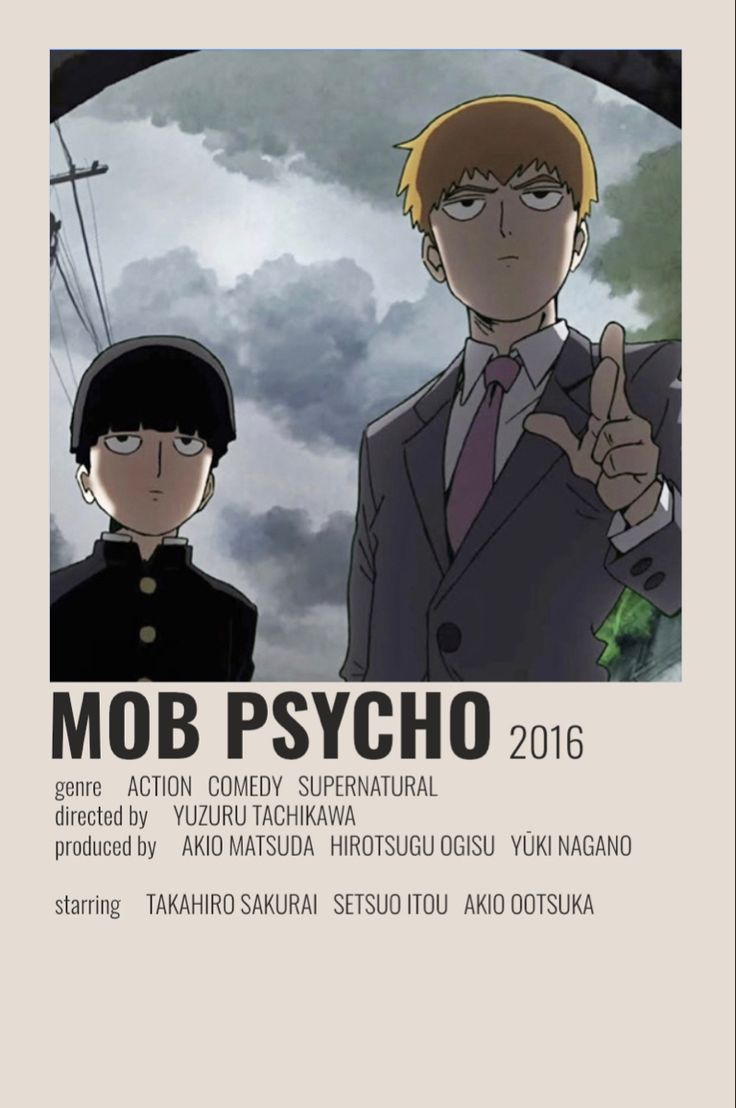 MOB PSYCHO 2016
genre ACTION COMEDY SUPERNATURAL
directed by YUZURU TACHIKAWA
produced by AKIO MATSUDA HIROTSUGU OGISU YŪKI NAGANO
starring TAKAHIRO SAKURAI SETSUO ITOU AKIO OOTSUKA